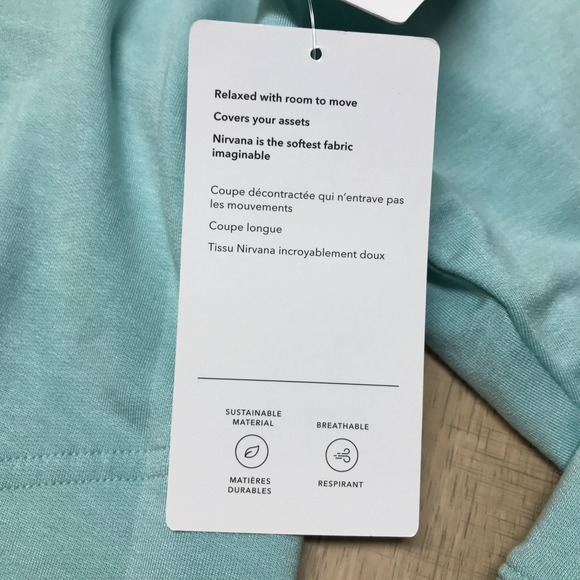 Relaxed with room to move
Covers your assets
Nirvana is the softest fabric
imaginable
Coupe décontractée qui n'entrave pas
les mouvements
Coupe longue
Tissu Nirvana incroyablement doux
SUSTAINABLE
MATERIAL
MATIÈRES
DURABLES
BREATHABLE
RESPIRANT